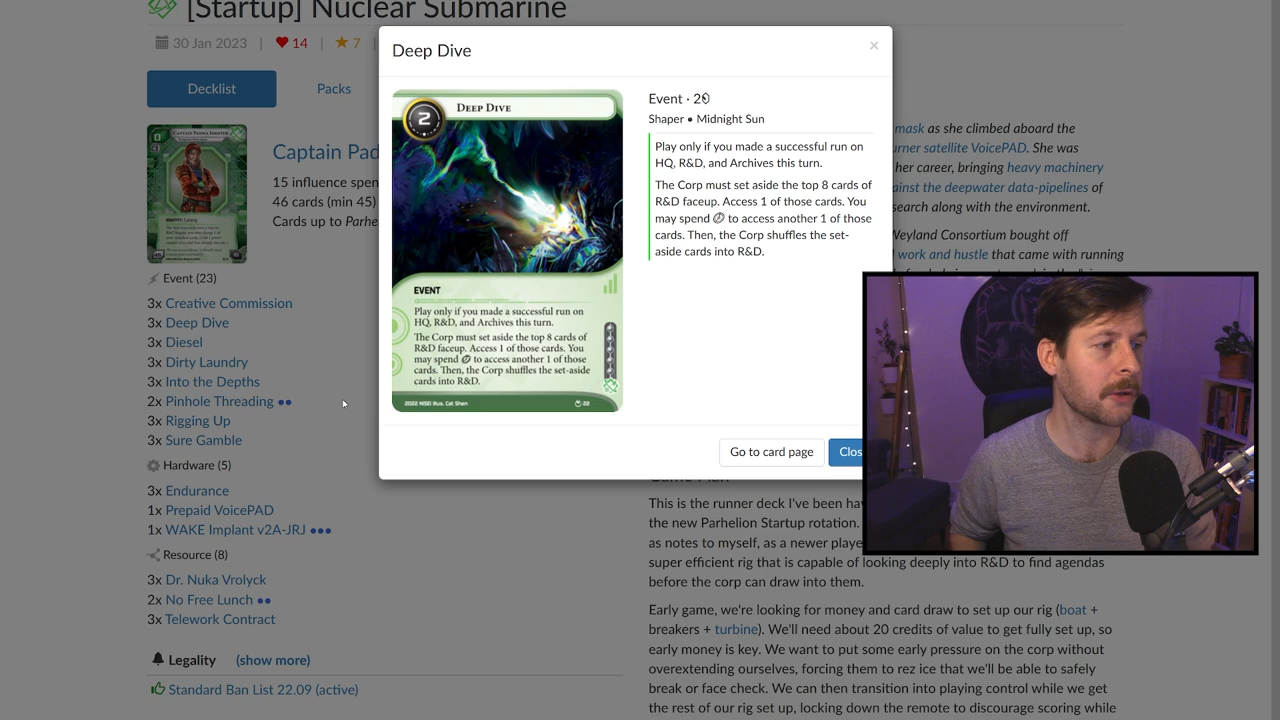 [Startup] Nuclear Submarine
30 Jan 2023 | 14 | 7 |
Decklist
Packs
CAPTAIN PADMA ISBISTER
Captain Pad
15 influence spen
46 cards (min 45)
Cards up to Parhe
Event (23)
3x Creative Commission
3x Deep Dive
3x Diesel
3x Dirty Laundry
3x Into the Depths
2x Pinhole Threading ●●
3x Rigging Up
3x Sure Gamble
Hardware (5)
3x Endurance
1x Prepaid VoicePAD
1x WAKE Implant v2A-JRJ ●●●
Resource (8)
3x Dr. Nuka Vrolyck
2x No Free Lunch ●●
3x Telework Contract
Legality (show more)
Standard Ban List 22.09 (active)
Deep Dive
×
2
DEEP DIVE
EVENT
Play only if you made a successful run on
HQ, R&D, and Archives this turn.
The Corp must set aside the top 8 cards of
R&D faceup. Access 1 of those cards. You
may spend to access another 1 of those
cards. Then, the Corp shuffles the set-aside
cards into R&D.
2022 NISEI Illus. Cat Shen
22
Event · 2
Shaper • Midnight Sun
Play only if you made a successful run on
HQ, R&D, and Archives this turn.
The Corp must set aside the top 8 cards of
R&D faceup. Access 1 of those cards. You
may spend to access another 1 of those
cards. Then, the Corp shuffles the set-
aside cards into R&D.
Go to card page
Clos
mask as she climbed aboard the
urner satellite VoicePAD. She was
her career, bringing heavy machinery
ainst the deepwater data-pipelines of
search along with the environment.
Weyland Consortium bought off
work and hustle that came with running
Game Plan
This is the runner deck I've been hav
the new Parhelion Startup rotation.
as notes to myself, as a newer playe
super efficient rig that is capable of looking deeply into R&D to find agendas
before the corp can draw into them.
Early game, we're looking for money and card draw to set up our rig (boat +
breakers + turbine). We'll need about 20 credits of value to get fully set up, so
early money is key. We want to put some early pressure on the corp without
overextending ourselves, forcing them to rez ice that we'll be able to safely
break or face check. We can then transition into playing control while we get
the rest of our rig set up, locking down the remote to discourage scoring while